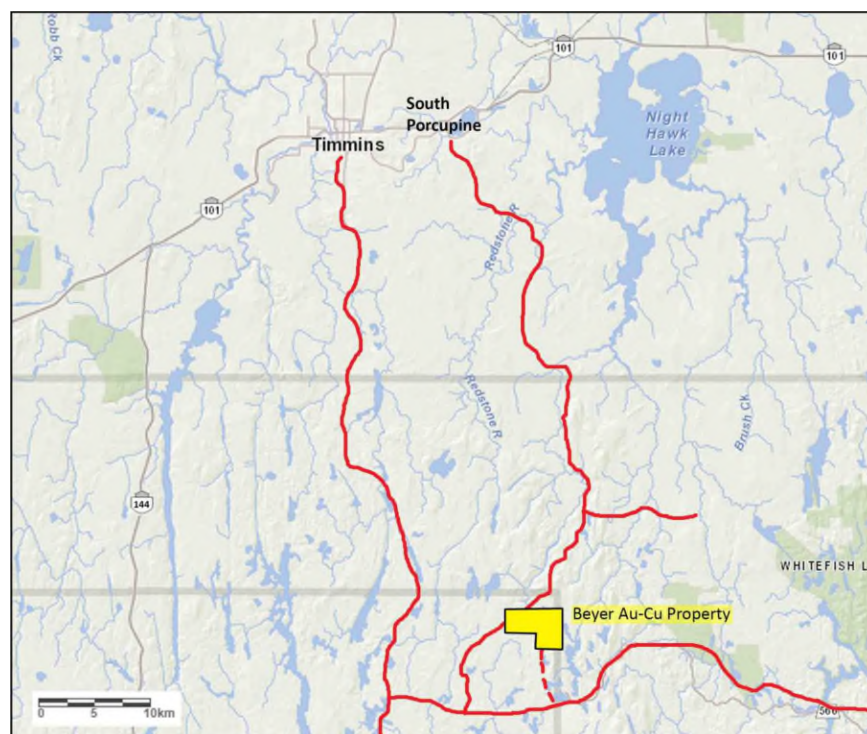 Robb Ck
101
101
South
Porcupine
Timmins
Night
Hawk
Lake
101
Redstone R
Redstone R
Brush Ck
144
WHITEFISH L
Beyer Au-Cu Property
0 5 10km
560